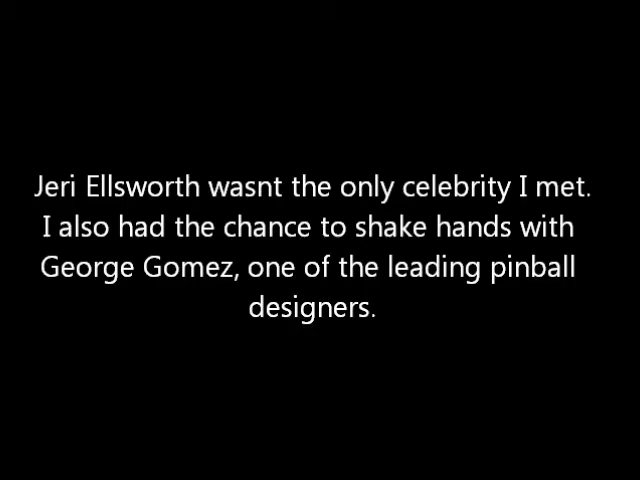 Jeri Ellsworth wasnt the only celebrity I met.
I also had the chance to shake hands with
George Gomez, one of the leading pinball
designers.